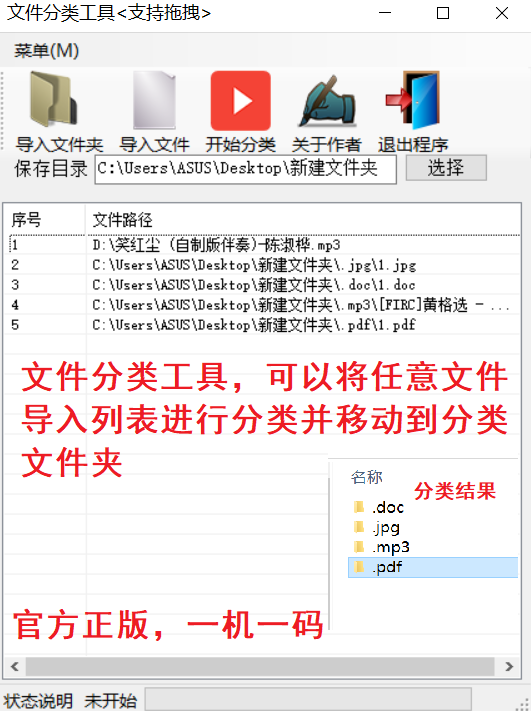 文件分类工具<支持拖拽>
菜单(M)
导入文件夹 导入文件 开始分类 关于作者 退出程序
保存目录 C:\Users\ASUS\Desktop\新建文件夹 选择
序号 文件路径
1 D:\笑红尘 (自制版伴奏)-陈淑桦.mp3
2 C:\Users\ASUS\Desktop\新建文件夹\.jpg\1.jpg
3 C:\Users\ASUS\Desktop\新建文件夹\.doc\1.doc
4 C:\Users\ASUS\Desktop\新建文件夹\.mp3\[FIRC]黄格选 - ...
5 C:\Users\ASUS\Desktop\新建文件夹\.pdf\1.pdf
文件分类工具，可以将任意文件
导入列表进行分类并移动到分类
文件夹
名称
分类结果
.doc
.jpg
.mp3
.pdf
官方正版，一机一码
状态说明 未开始